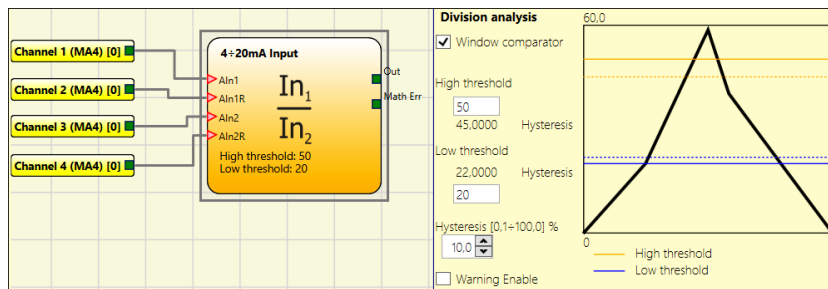 Channel 1 (MA4) [0]
Channel 2 (MA4) [0]
Channel 3 (MA4) [0]
Channel 4 (MA4) [0]
4÷20mA Input
AIn1
AIn1R
AIn2
AIn2R
In1
In2
High threshold: 50
Low threshold: 20
Out
Math Err
Division analysis
Window comparator
High threshold
50
45,0000 Hysteresis
Low threshold
22,0000 Hysteresis
20
Hysteresis [0,1÷100,0] %
10,0
Warning Enable
60,0
0
High threshold
Low threshold